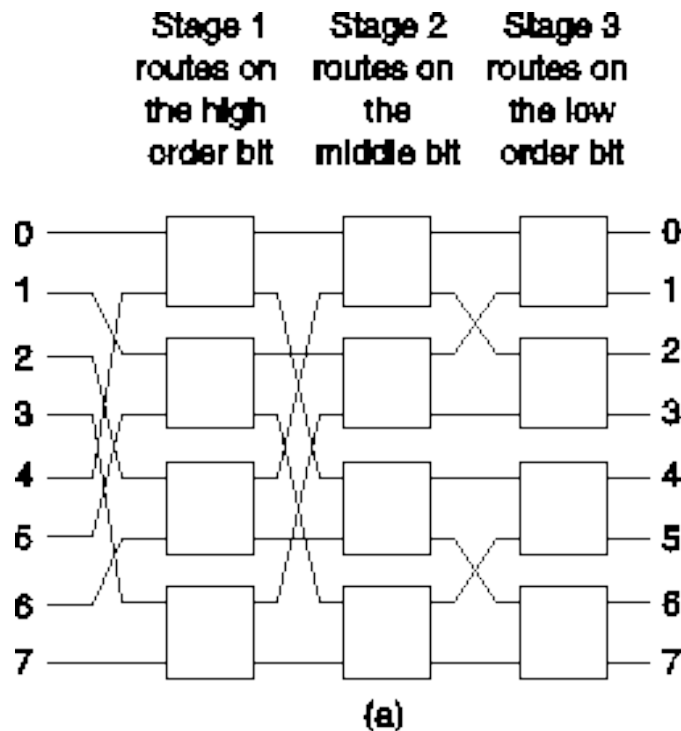 Stage 1
routes on
the high
order bit
Stage 2
routes on
the
middle bit
Stage 3
routes on
the low
order bit
0
1
2
3
4
5
6
7
0
1
2
3
4
5
6
7
(a)